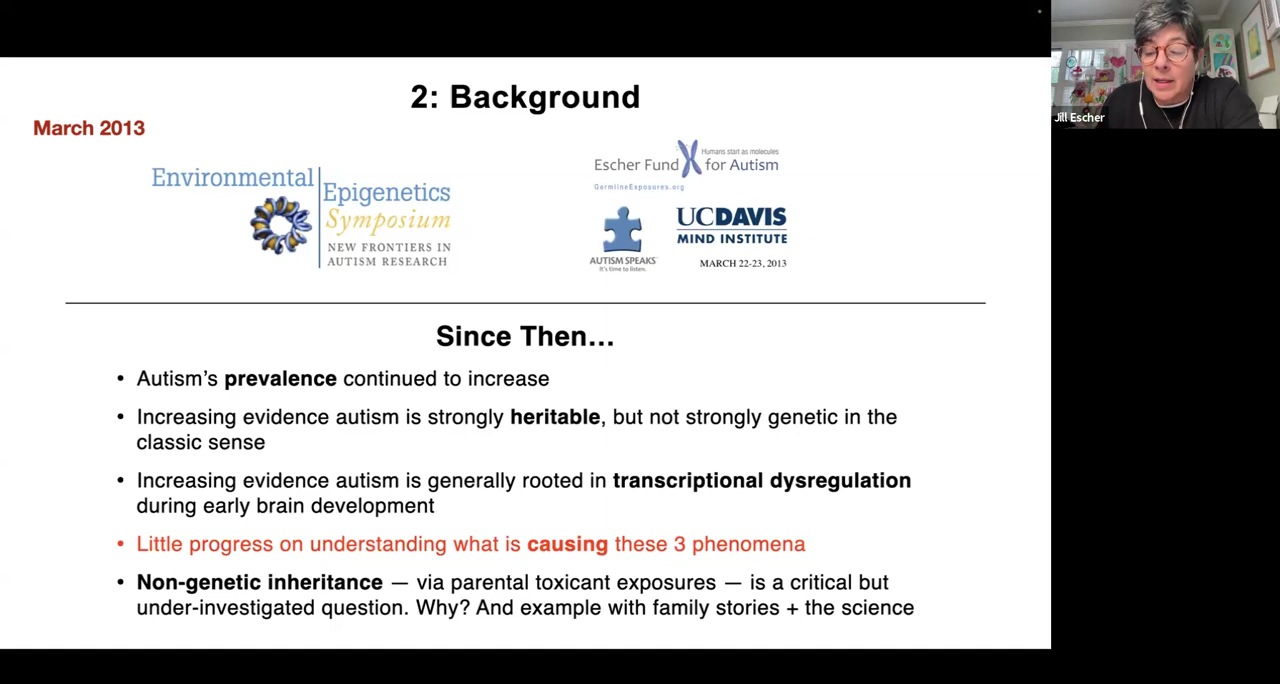 2: Background
March 2013
Environmental
Epigenetics
Symposium
NEW FRONTIERS IN
AUTISM RESEARCH
Humans start as molecules
Escher Fund for Autism
GermlineExposures.org
AUTISM SPEAKS
It's time to listen.
UCDAVIS
MIND INSTITUTE
MARCH 22-23, 2013
Since Then…
• Autism’s prevalence continued to increase
• Increasing evidence autism is strongly heritable, but not strongly genetic in the
classic sense
• Increasing evidence autism is generally rooted in transcriptional dysregulation
during early brain development
• Little progress on understanding what is causing these 3 phenomena
• Non-genetic inheritance — via parental toxicant exposures — is a critical but
under-investigated question. Why? And example with family stories + the science
Jill Escher